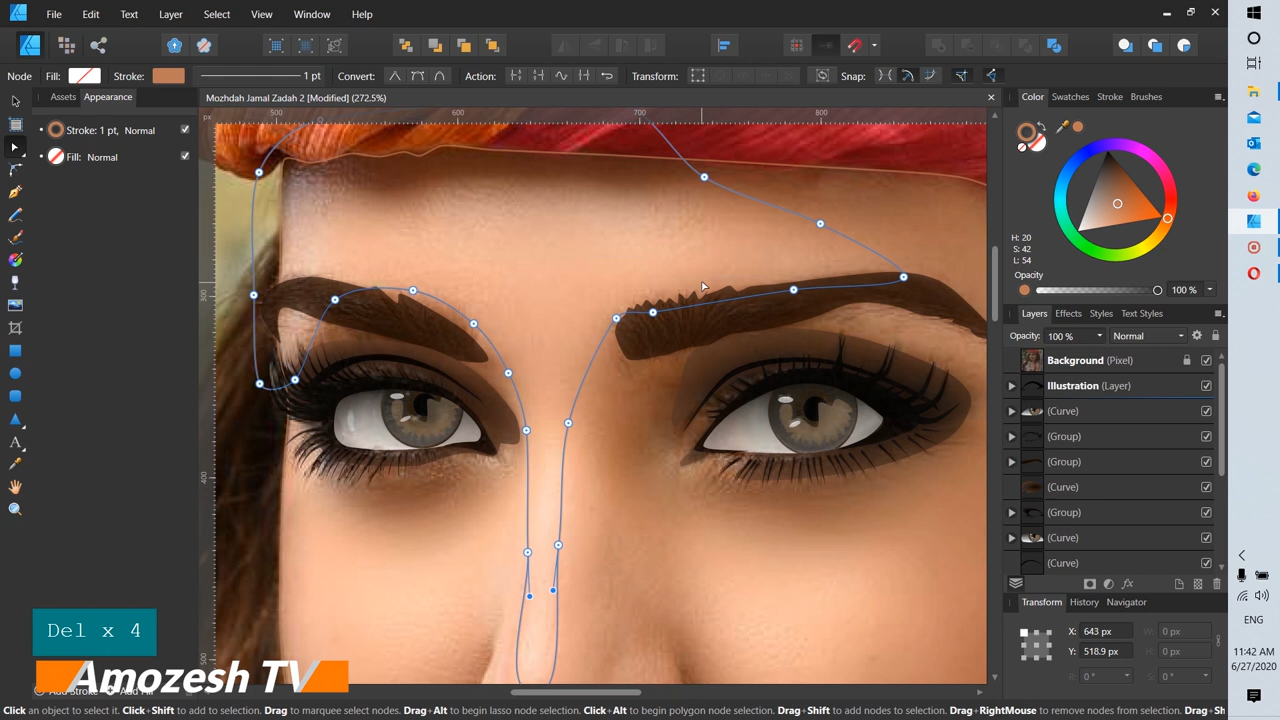 File Edit Text Layer Select View Window Help
Node Fill: Stroke: 1 pt Convert: Action: Transform: Snap:
Assets Appearance
Mozhdah Jamal Zadah 2 [Modified] (272.5%)
Color Swatches Stroke Brushes
px 500 600 700 800
Stroke: 1 pt, Normal
Fill: Normal
H: 20
S: 42
L: 54
Opacity
100 %
300
Layers Effects Styles Text Styles
Opacity: 100 % Normal
Background (Pixel)
Illustration (Layer)
(Curve)
(Group)
(Curve)
(Group)
(Curve)
(Group)
(Curve)
(Curve)
400
500
Transform History Navigator
X: 643 px W: 0 px
Y: 518.9 px H: 0 px
R: 0 ° S: 0 °
ENG
11:42 AM
6/27/2020
Del x 4
Amozesh TV
Click an object to select it. Click+Shift to add to selection. Drag to marquee select nodes. Drag+Alt to begin lasso node selection. Click+Alt to begin polygon node selection. Drag+Shift to add nodes to selection. Drag+RightMouse to remove nodes from selection. Drag+Sh